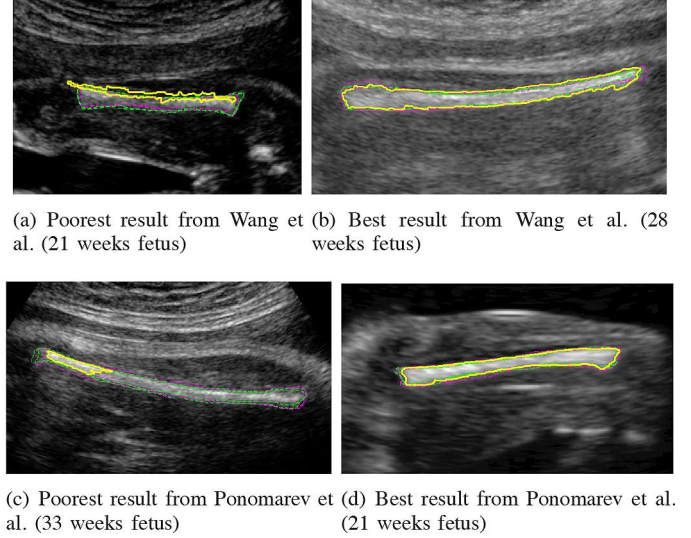 (a) Poorest result from Wang et al. (21 weeks fetus)
(b) Best result from Wang et al. (28 weeks fetus)
(c) Poorest result from Ponomarev et al. (33 weeks fetus)
(d) Best result from Ponomarev et al. (21 weeks fetus)